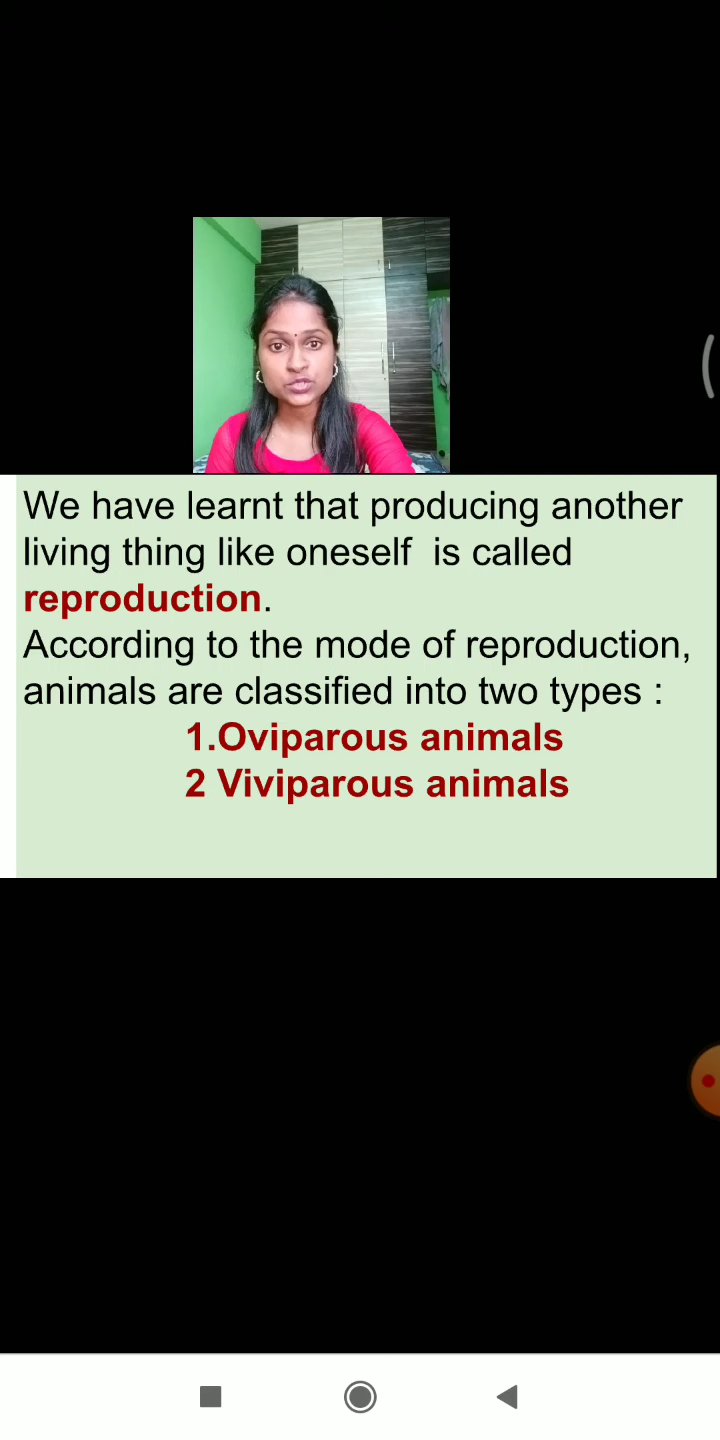 We have learnt that producing another
living thing like oneself is called
reproduction.
According to the mode of reproduction,
animals are classified into two types :
1.Oviparous animals
2 Viviparous animals